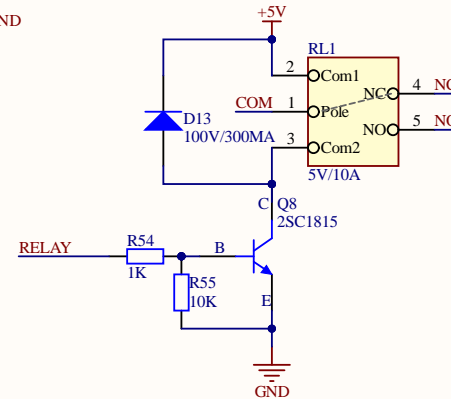 ND
+5V
RL1
2
Com1
NC
4
NC
COM
1
Pole
D13
100V/300MA
NO
5
NO
3
Com2
5V/10A
C
Q8
2SC1815
RELAY
R54
1K
B
R55
10K
E
GND